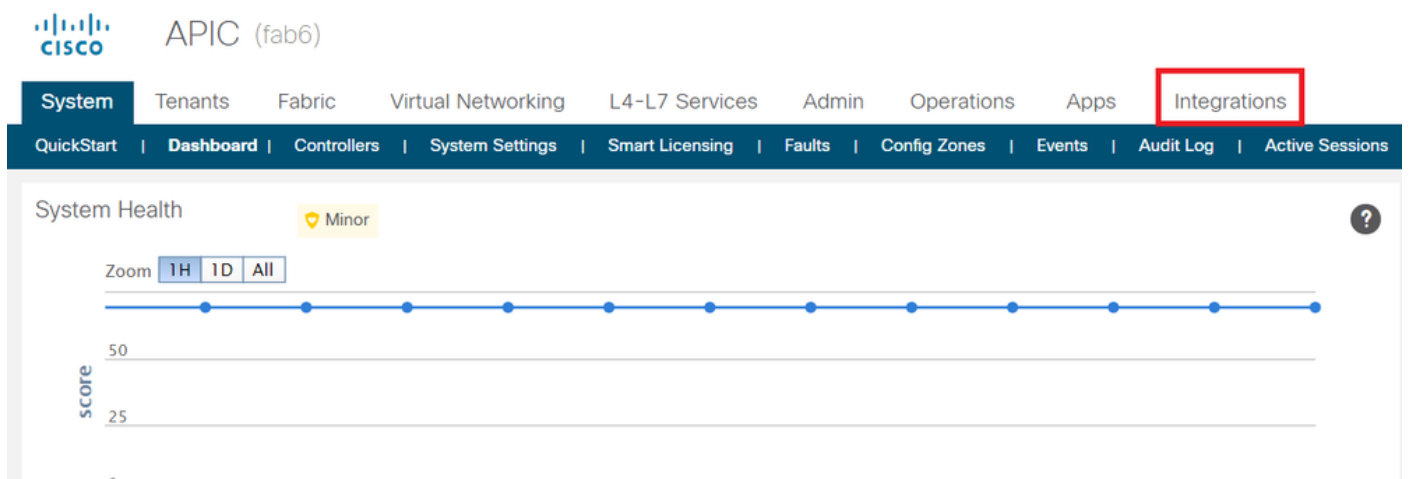 CISCO APIC (fab6)
System Tenants Fabric Virtual Networking L4-L7 Services Admin Operations Apps Integrations
QuickStart | Dashboard | Controllers | System Settings | Smart Licensing | Faults | Config Zones | Events | Audit Log | Active Sessions
System Health Minor ?
Zoom 1H 1D All
50
score
25